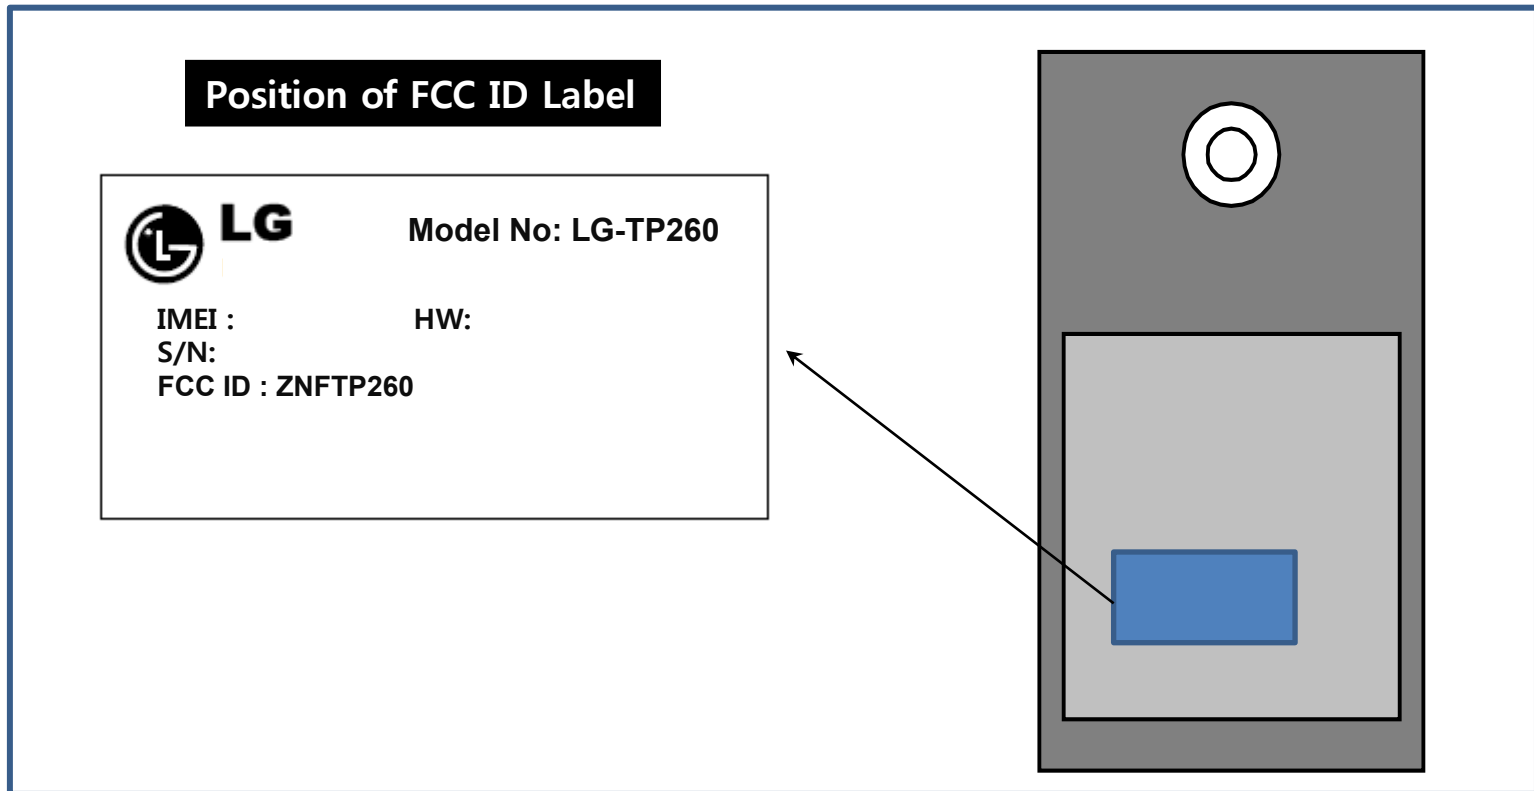 Position of FCC ID Label
LG
Model No: LG-TP260
IMEI : HW:
S/N:
FCC ID : ZNFTP260